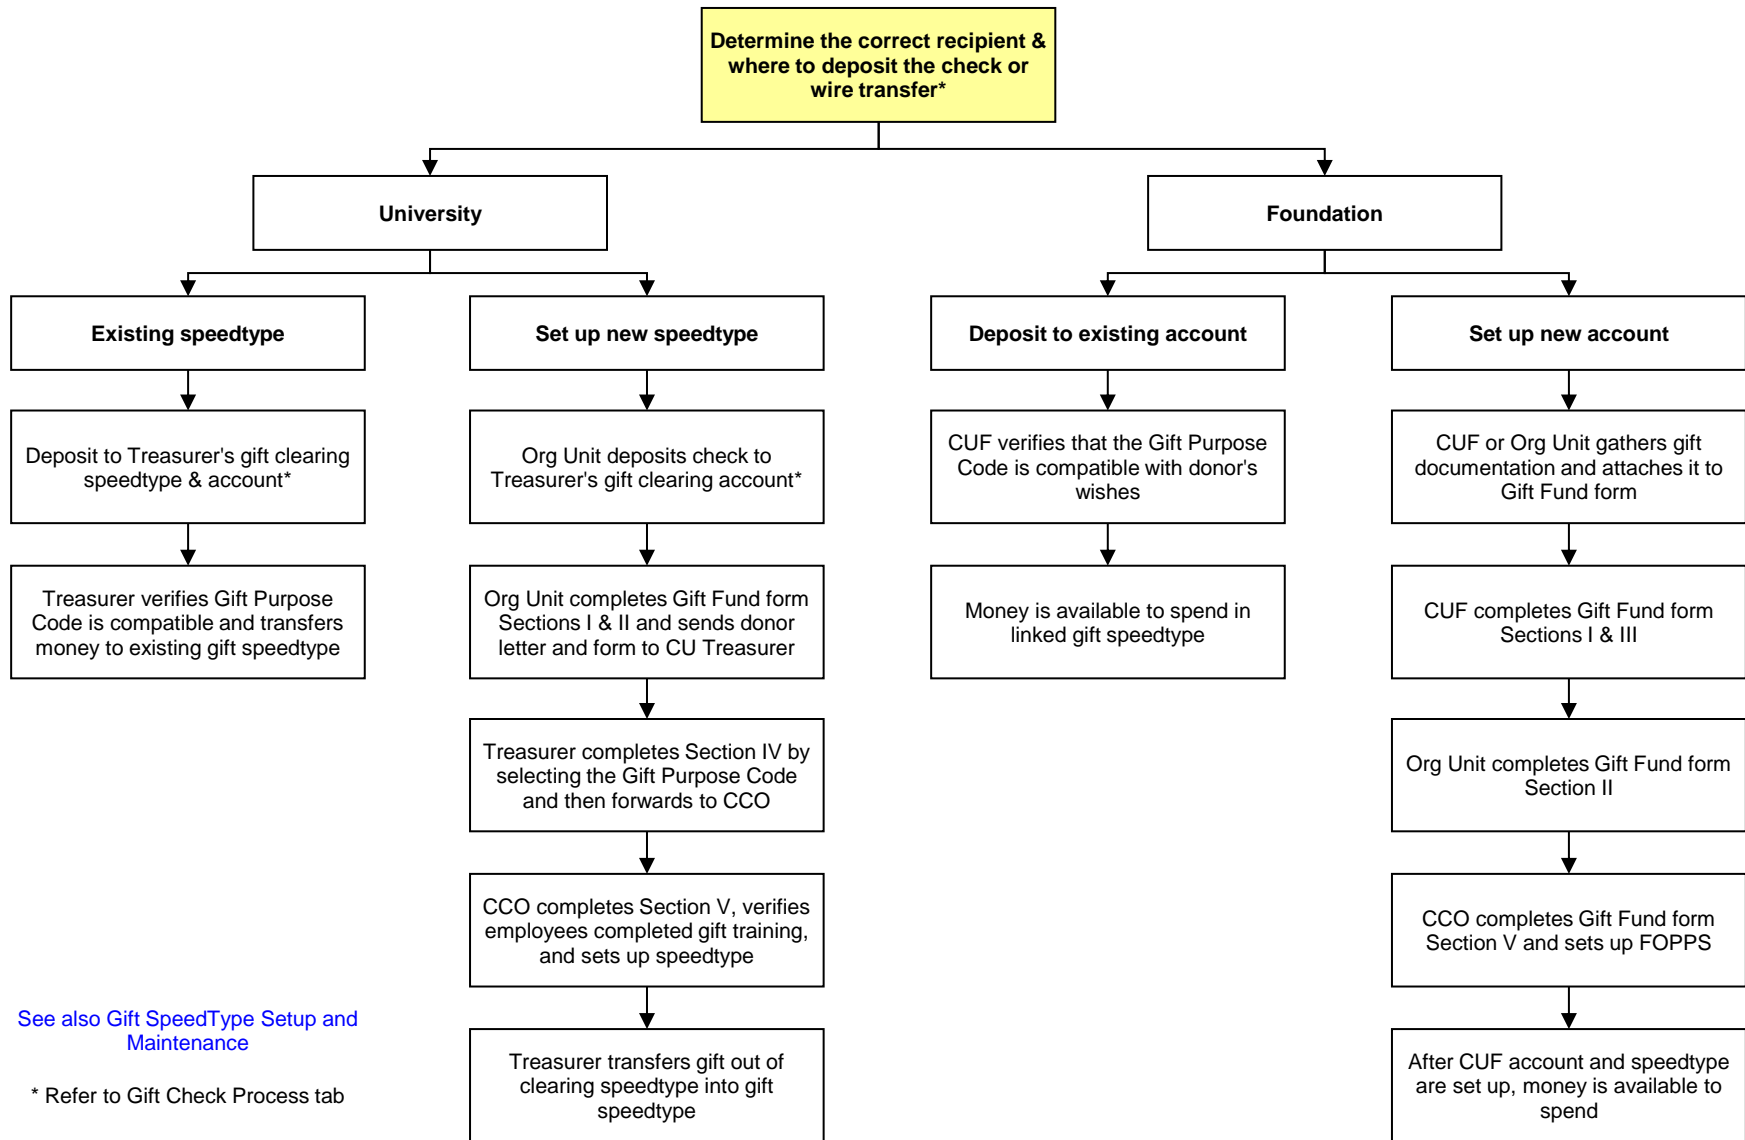 Determine the correct recipient &
where to deposit the check or
wire transfer*
University
Foundation
Existing speedtype
Set up new speedtype
Deposit to existing account
Set up new account
Deposit to Treasurer's gift clearing
speedtype & account*
Org Unit deposits check to
Treasurer's gift clearing account*
CUF verifies that the Gift Purpose
Code is compatible with donor's
wishes
CUF or Org Unit gathers gift
documentation and attaches it to
Gift Fund form
Treasurer verifies Gift Purpose
Code is compatible and transfers
money to existing gift speedtype
Org Unit completes Gift Fund form
Sections I & II and sends donor
letter and form to CU Treasurer
Money is available to spend in
linked gift speedtype
CUF completes Gift Fund form
Sections I & III
Treasurer completes Section IV by
selecting the Gift Purpose Code
and then forwards to CCO
Org Unit completes Gift Fund form
Section II
CCO completes Section V, verifies
employees completed gift training,
and sets up speedtype
CCO completes Gift Fund form
Section V and sets up FOPPS
See also Gift SpeedType Setup and
Maintenance
* Refer to Gift Check Process tab
Treasurer transfers gift out of
clearing speedtype into gift
speedtype
After CUF account and speedtype
are set up, money is available to
spend